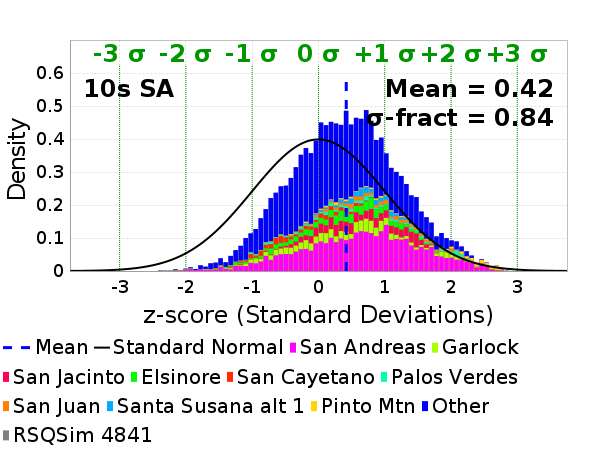 -3 σ -2 σ -1 σ 0 σ +1 σ +2 σ +3 σ
10s SA
Mean = 0.42
σ-fract = 0.84
Density
0.6
0.5
0.4
0.3
0.2
0.1
0
-3 -2 -1 0 1 2 3
z-score (Standard Deviations)
Mean Standard Normal San Andreas Garlock
San Jacinto Elsinore San Cayetano Palos Verdes
San Juan Santa Susana alt 1 Pinto Mtn Other
RSQSim 4841